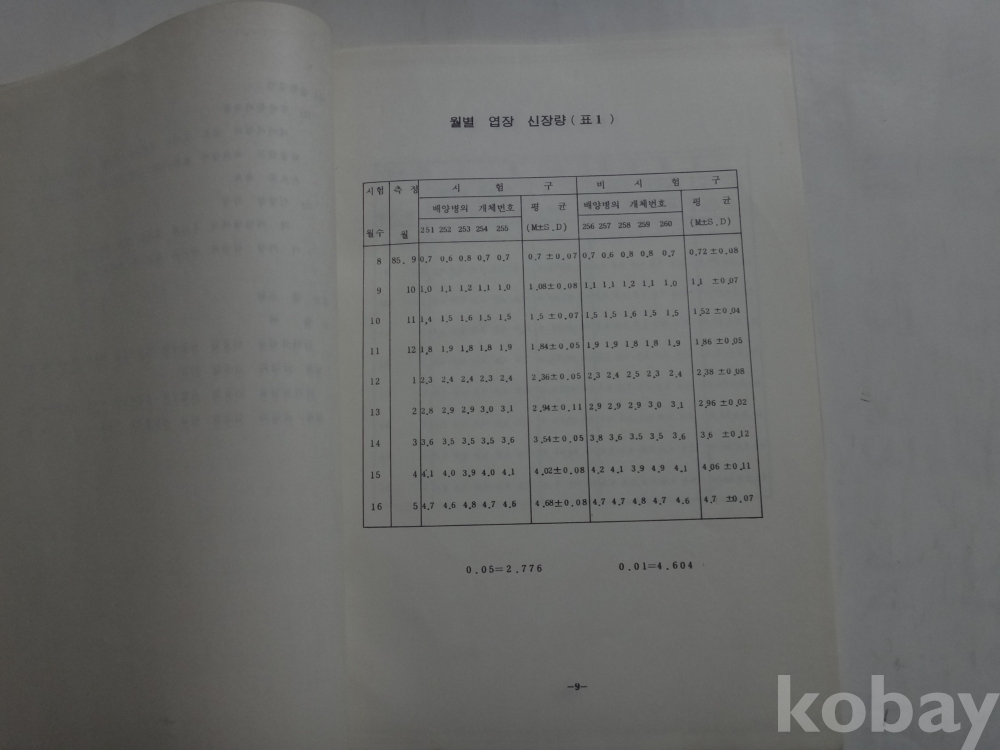 월별 엽장 신장량 ( 표 1 )
시험 측정 시 험 구 비 시 험 구
배양병의 개체번호 평 균 배양병의 개체번호 평 균
월수 월 251 252 253 254 255 (M±S.D) 256 257 258 259 260 (M±S.D)
8 85. 9 0.7 0.6 0.8 0.7 0.7 0.7 ±0.07 0.7 0.6 0.8 0.8 0.7 0.72±0.08
9 10 1.0 1.1 1.2 1.1 1.0 1.08±0.08 1.1 1.1 1.2 1.1 1.0 1.1 ±0.07
10 11 1.4 1.5 1.6 1.5 1.5 1.5 ±0.07 1.5 1.5 1.6 1.5 1.5 1.52±0.04
11 12 1.8 1.9 1.8 1.8 1.9 1.84±0.05 1.9 1.9 1.8 1.8 1.9 1.86±0.05
12 1 2.3 2.4 2.4 2.3 2.4 2.36±0.05 2.3 2.4 2.5 2.3 2.4 2.38±0.08
13 2 2.8 2.9 2.9 3.0 3.1 2.94±0.11 2.9 2.9 2.9 3.0 3.1 2.96±0.02
14 3 3.6 3.5 3.5 3.5 3.6 3.54±0.05 3.8 3.6 3.5 3.5 3.6 3.6 ±0.12
15 4 4.1 4.0 3.9 4.0 4.1 4.02±0.08 4.2 4.1 3.9 4.9 4.1 4.06±0.11
16 5 4.7 4.6 4.8 4.7 4.6 4.68±0.08 4.7 4.7 4.8 4.7 4.6 4.7 ±0.07
0.05=2.776 0.01=4.604
-9-
kobay